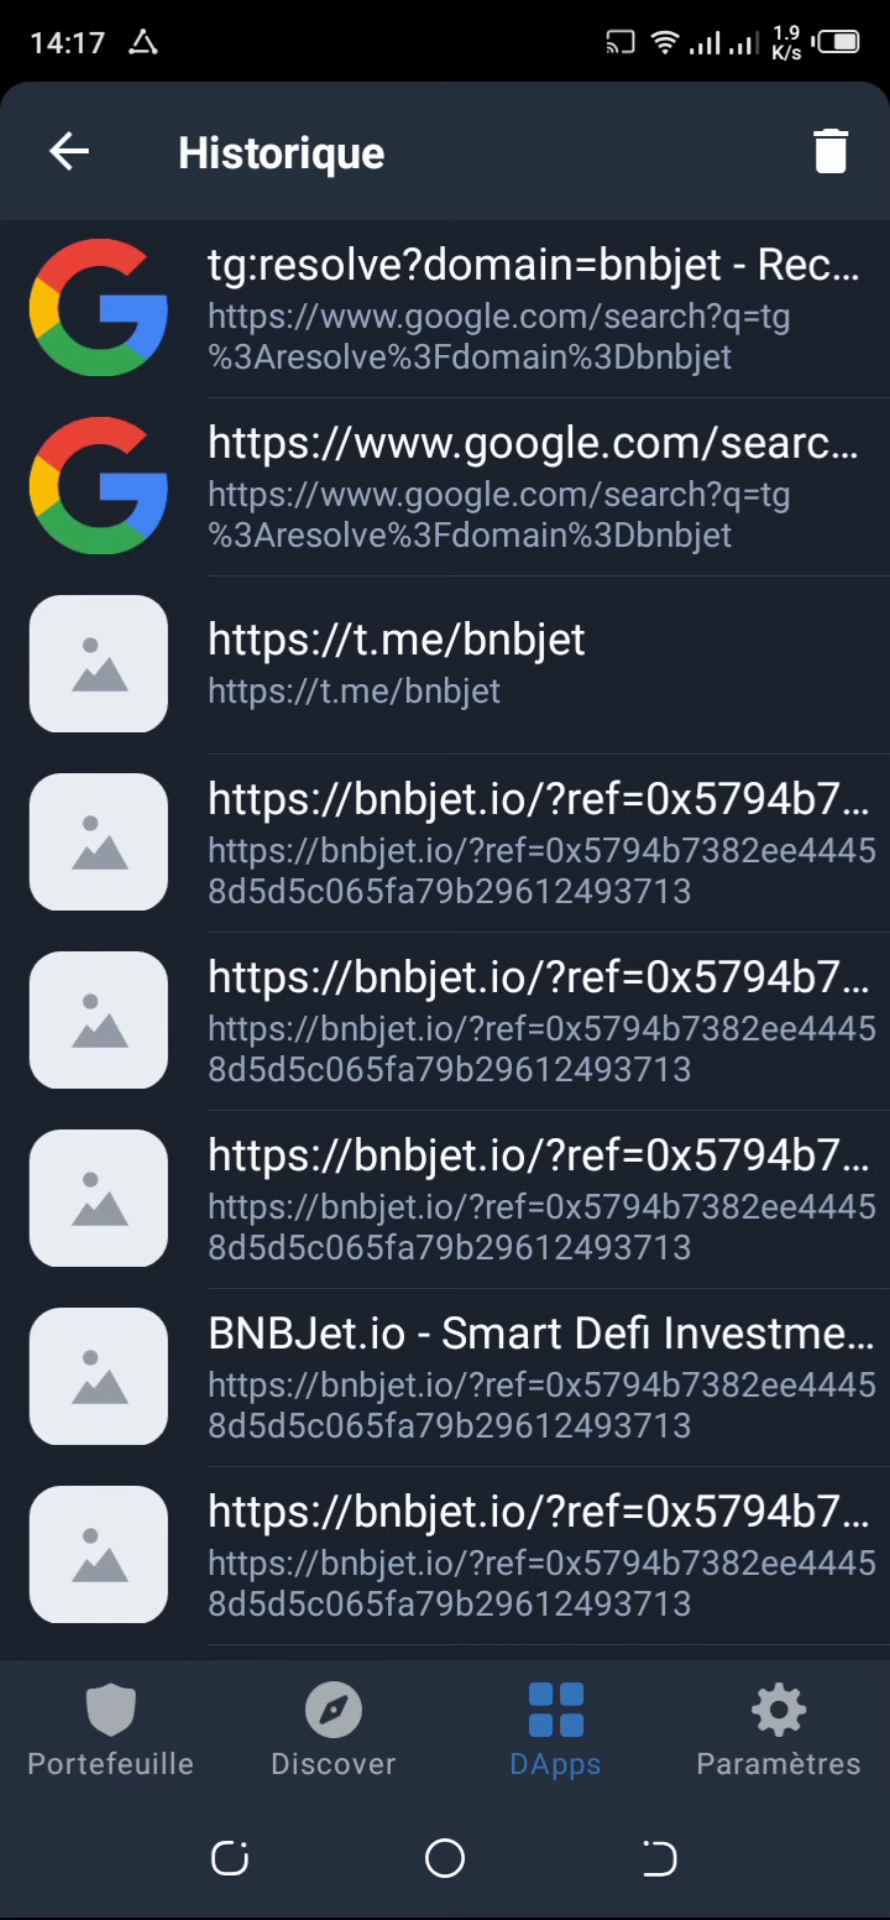 14:17
1.9
K/s
Historique
tg:resolve?domain=bnbjet - Rec...
https://www.google.com/search?q=tg
%3Aresolve%3Fdomain%3Dbnbjet
https://www.google.com/searc...
https://www.google.com/search?q=tg
%3Aresolve%3Fdomain%3Dbnbjet
https://t.me/bnbjet
https://t.me/bnbjet
https://bnbjet.io/?ref=0x5794b7...
https://bnbjet.io/?ref=0x5794b7382ee4445
8d5d5c065fa79b29612493713
https://bnbjet.io/?ref=0x5794b7...
https://bnbjet.io/?ref=0x5794b7382ee4445
8d5d5c065fa79b29612493713
https://bnbjet.io/?ref=0x5794b7...
https://bnbjet.io/?ref=0x5794b7382ee4445
8d5d5c065fa79b29612493713
BNBJet.io - Smart Defi Investme...
https://bnbjet.io/?ref=0x5794b7382ee4445
8d5d5c065fa79b29612493713
https://bnbjet.io/?ref=0x5794b7...
https://bnbjet.io/?ref=0x5794b7382ee4445
8d5d5c065fa79b29612493713
Portefeuille
Discover
DApps
Paramètres